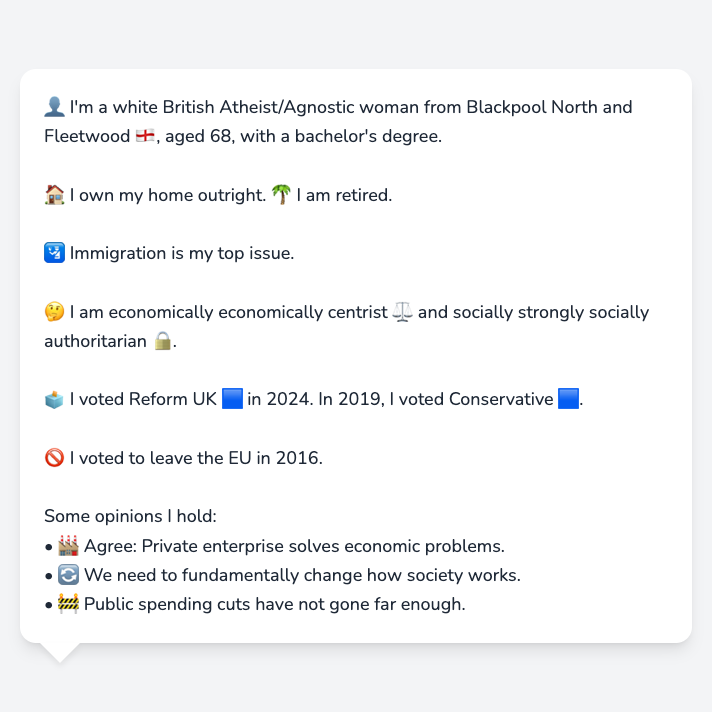 👤 I'm a white British Atheist/Agnostic woman from Blackpool North and
Fleetwood 🏴󠁧󠁢󠁥󠁮󠁧󠁿, aged 68, with a bachelor's degree.
🏠 I own my home outright. 🌴 I am retired.
🛂 Immigration is my top issue.
🤔 I am economically economically centrist ⚖️ and socially strongly socially
authoritarian 🔒.
🗳️ I voted Reform UK 🟦 in 2024. In 2019, I voted Conservative 🟦.
🚫 I voted to leave the EU in 2016.
Some opinions I hold:
• 🏭 Agree: Private enterprise solves economic problems.
• 🔄 We need to fundamentally change how society works.
• 🚧 Public spending cuts have not gone far enough.